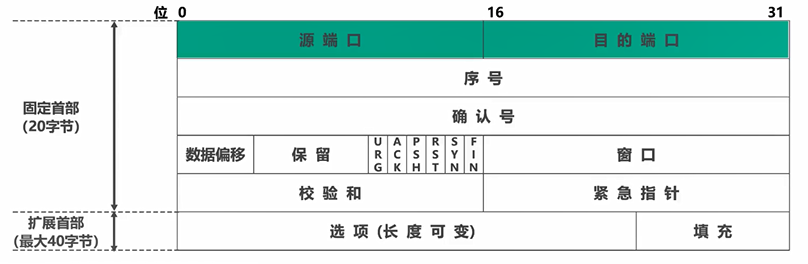 位 0 16 31
源端口 目的端口
序号
确认号
固定首部
(20字节)
数据偏移 保留 URG ACK PSH RST SYN FIN 窗口
校验和 紧急指针
扩展首部
(最大40字节)
选项 (长度可变) 填充